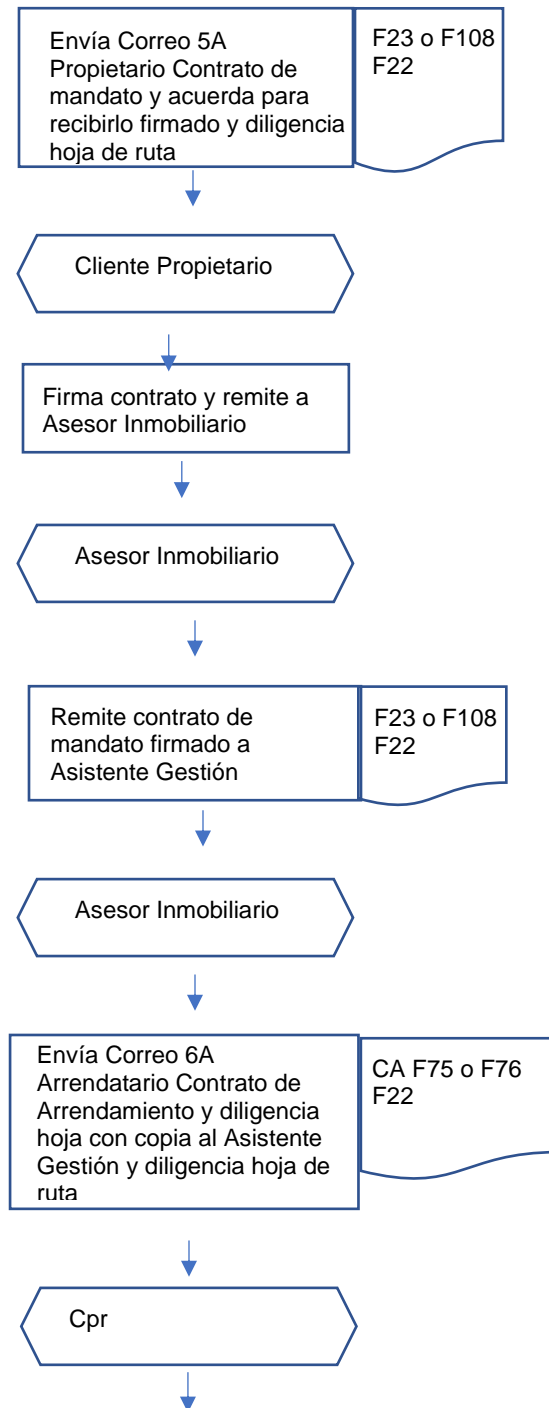 Envía Correo 5A
Propietario Contrato de
mandato y acuerda para
recibirlo firmado y diligencia
hoja de ruta
F23 o F108
F22
Cliente Propietario
Firma contrato y remite a
Asesor Inmobiliario
Asesor Inmobiliario
Remite contrato de
mandato firmado a
Asistente Gestión
F23 o F108
F22
Asesor Inmobiliario
Envía Correo 6A
Arrendatario Contrato de
Arrendamiento y diligencia
hoja con copia al Asistente
Gestión y diligencia hoja de
ruta
CA F75 o F76
F22
Cpr